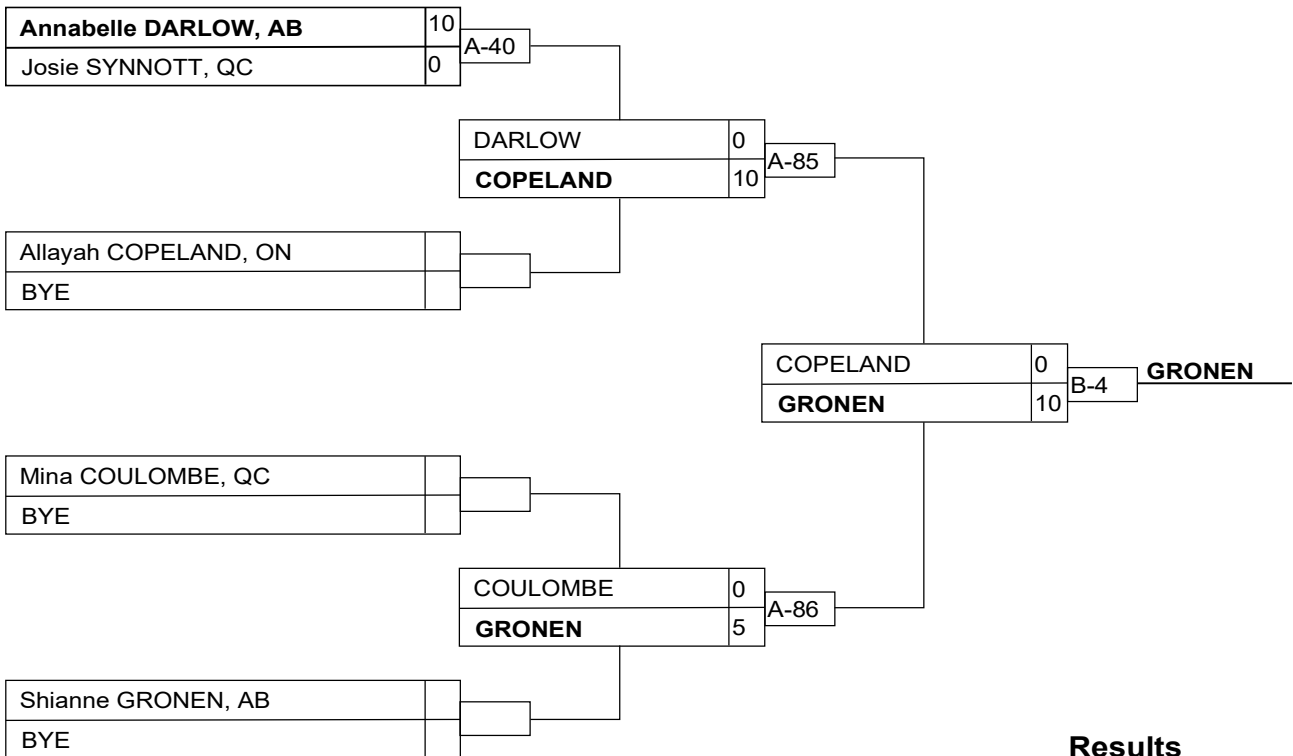 Annabelle DARLOW, AB 10
A-40
Josie SYNNOTT, QC 0
DARLOW 0
A-85
COPELAND 10
Allayah COPELAND, ON
BYE
COPELAND 0
B-4
GRONEN
GRONEN 10
Mina COULOMBE, QC
BYE
COULOMBE 0
A-86
GRONEN 5
Shianne GRONEN, AB
BYE
Results